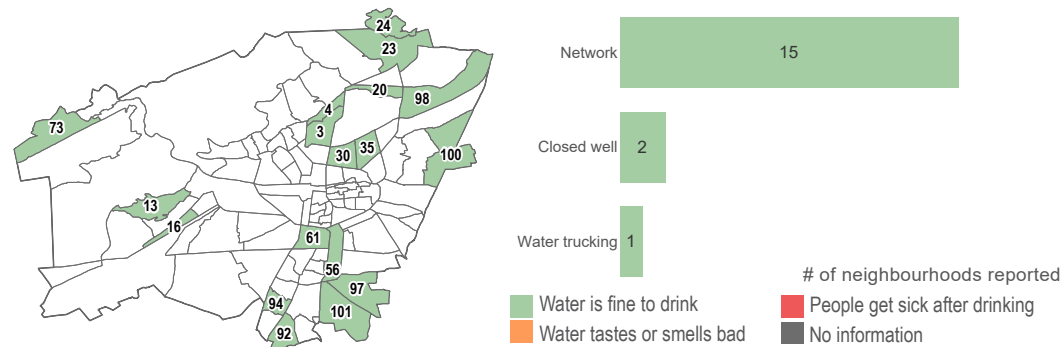 24
23
20
98
4
3
73
35
30
100
13
16
61
56
97
94
101
92
Network
15
Closed well
2
Water trucking
1
# of neighbourhoods reported
Water is fine to drink
People get sick after drinking
Water tastes or smells bad
No information